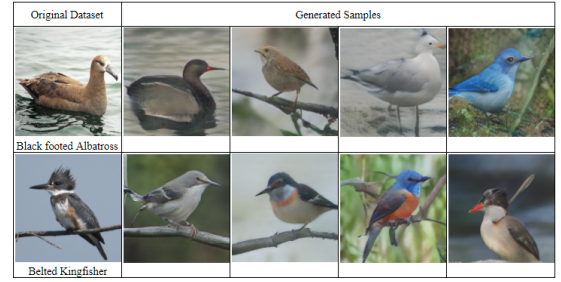 Original Dataset
Generated Samples
Black footed Albatross
Belted Kingfisher